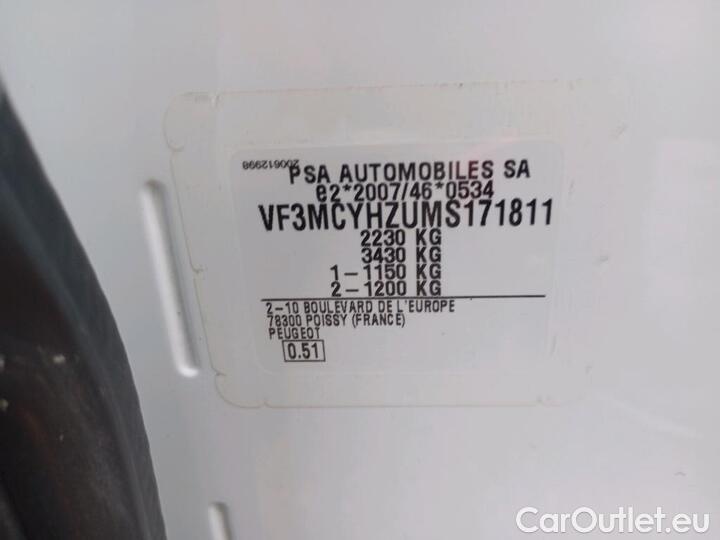 200612998
PSA AUTOMOBILES SA
e2*2007/46*0534
VF3MCYHZUMS171811
2230 KG
3430 KG
1-1150 KG
2-1200 KG
2-10 BOULEVARD DE L'EUROPE
78300 POISSY (FRANCE)
PEUGEOT
0.51
CarOutlet.eu